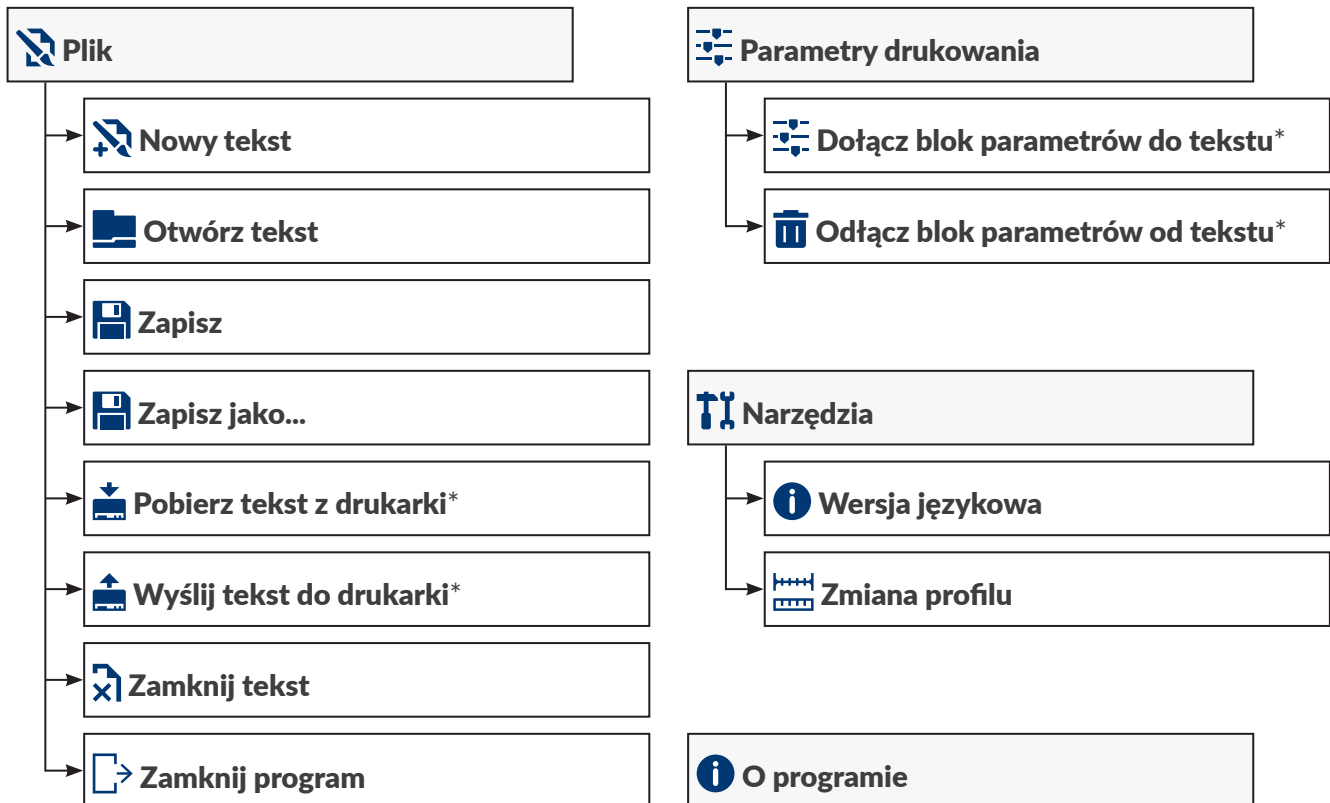 Plik
Nowy tekst
Otwórz tekst
Zapisz
Zapisz jako...
Pobierz tekst z drukarki*
Wyślij tekst do drukarki*
Zamknij tekst
Zamknij program
Parametry drukowania
Dołącz blok parametrów do tekstu*
Odłącz blok parametrów od tekstu*
Narzędzia
Wersja językowa
Zmiana profilu
O programie